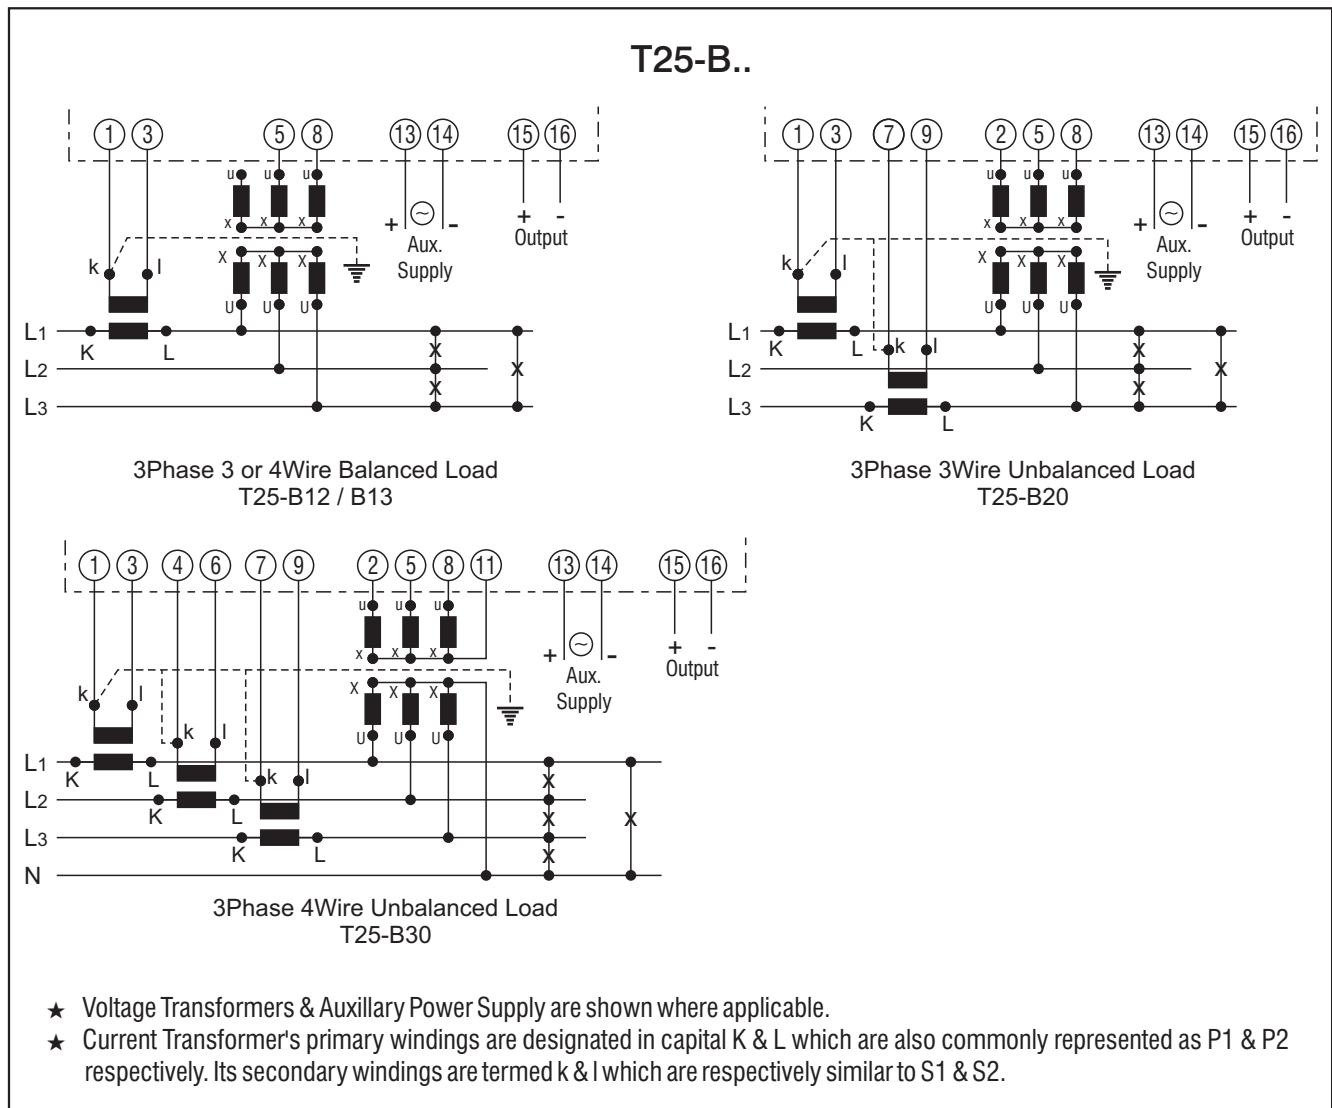 T25-B..
1 3 5 8 13 14 15 16
u u u
x x x
+ ~ - + -
Aux. Output
Supply
X X X
k l
U U U
L1
K L
X
L2 X
X
L3
3Phase 3 or 4Wire Balanced Load
T25-B12 / B13
1 3 7 9 2 5 8 13 14 15 16
u u u
x x x
+ ~ - + -
Aux. Output
Supply
X X X
k l
U U U
L1
K L k l
X
L2 X
X
L3
K L
3Phase 3Wire Unbalanced Load
T25-B20
1 3 4 6 7 9 2 5 8 11 13 14 15 16
u u u
x x x
+ ~ - + -
Aux. Output
Supply
X X X
k l
k l U U U
L1
K L k l
X
L2
K L
X X
L3
K L
X
N
3Phase 4Wire Unbalanced Load
T25-B30
★ Voltage Transformers & Auxillary Power Supply are shown where applicable.
★ Current Transformer's primary windings are designated in capital K & L which are also commonly represented as P1 & P2
respectively. Its secondary windings are termed k & l which are respectively similar to S1 & S2.